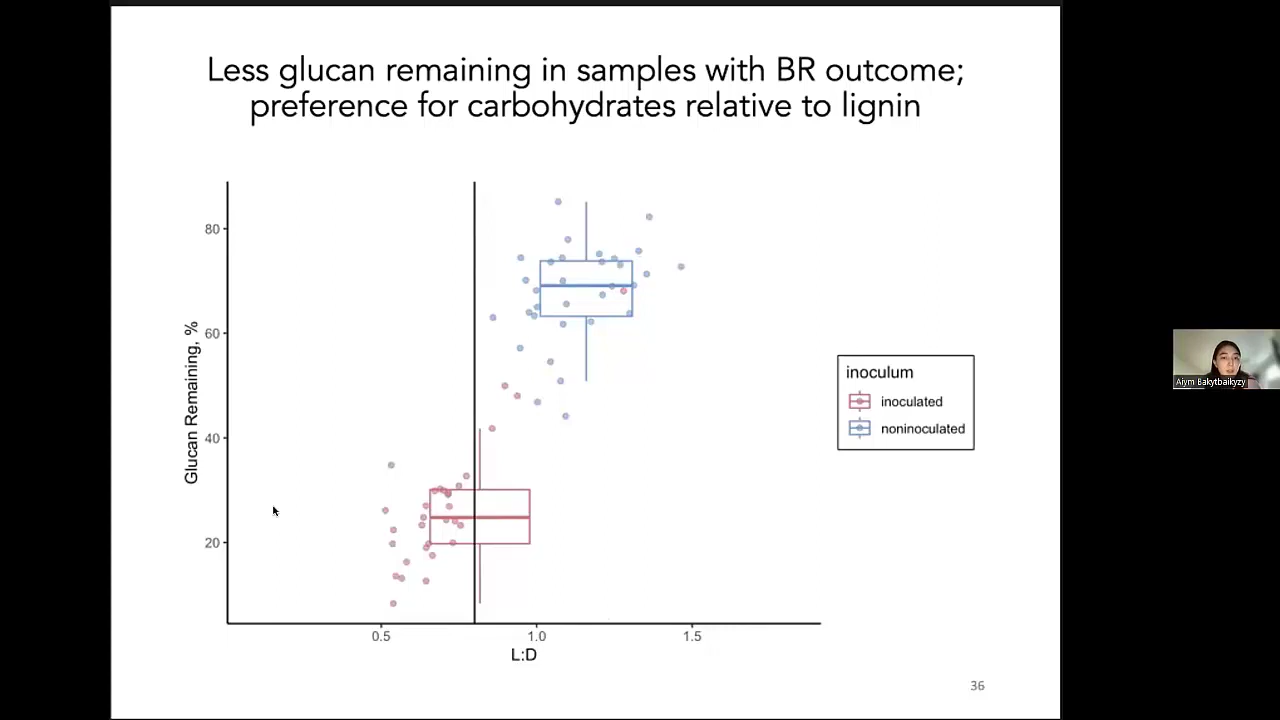 Less glucan remaining in samples with BR outcome;
preference for carbohydrates relative to lignin
80
60
40
20
Glucan Remaining, %
0.5
1.0
1.5
L:D
inoculum
inoculated
noninoculated
Aiym Bakytbaikyzy
36